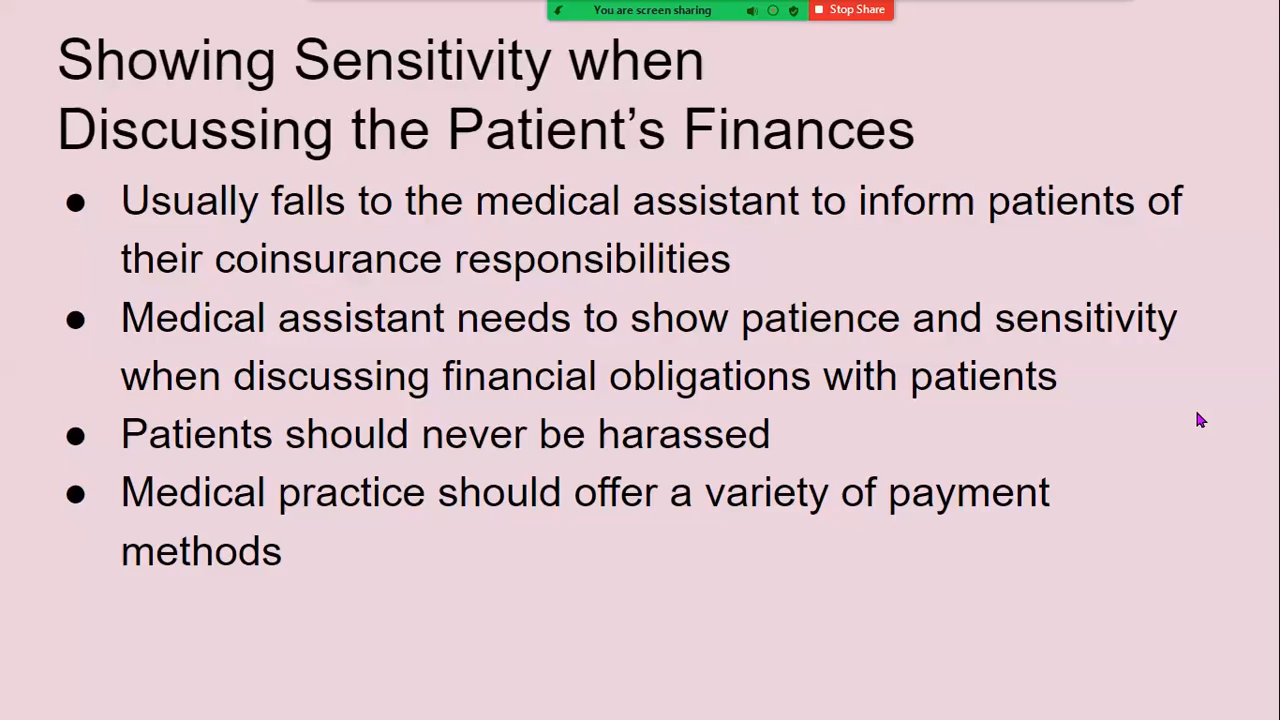 You are screen sharing
Stop Share
Showing Sensitivity when
Discussing the Patient’s Finances
● Usually falls to the medical assistant to inform patients of
their coinsurance responsibilities
● Medical assistant needs to show patience and sensitivity
when discussing financial obligations with patients
● Patients should never be harassed
● Medical practice should offer a variety of payment
methods